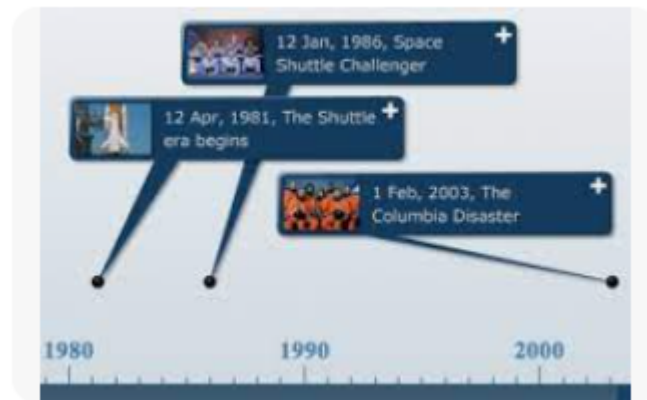 12 Jan, 1986, Space
Shuttle Challenger
12 Apr, 1981, The Shuttle
era begins
1 Feb, 2003, The
Columbia Disaster
1980 1990 2000